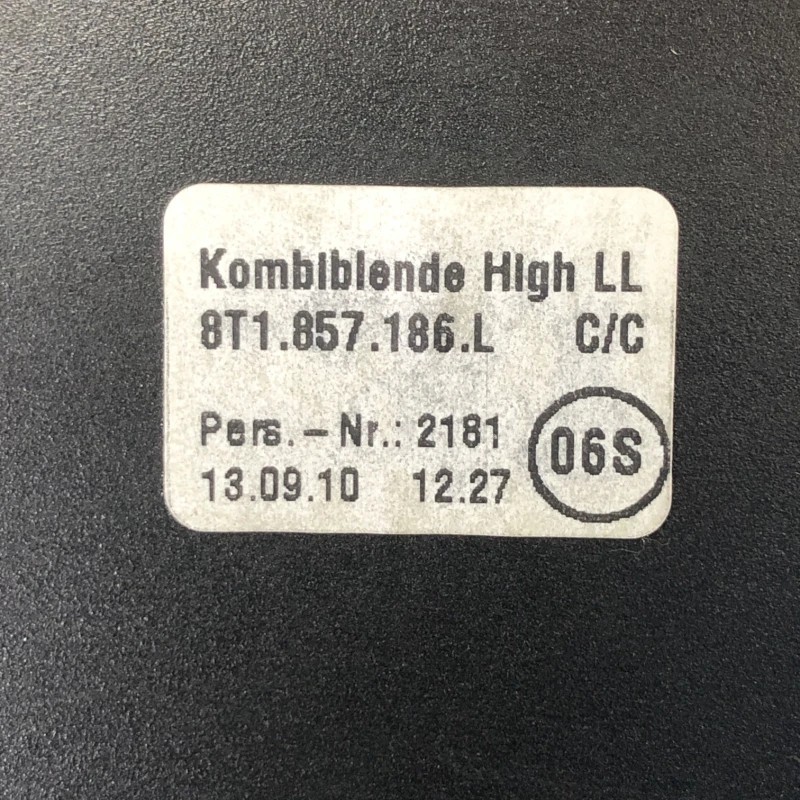 Kombiblende High LL
8T1.857.186.L C/C
Pers.-Nr.: 2181
13.09.10 12.27
06S